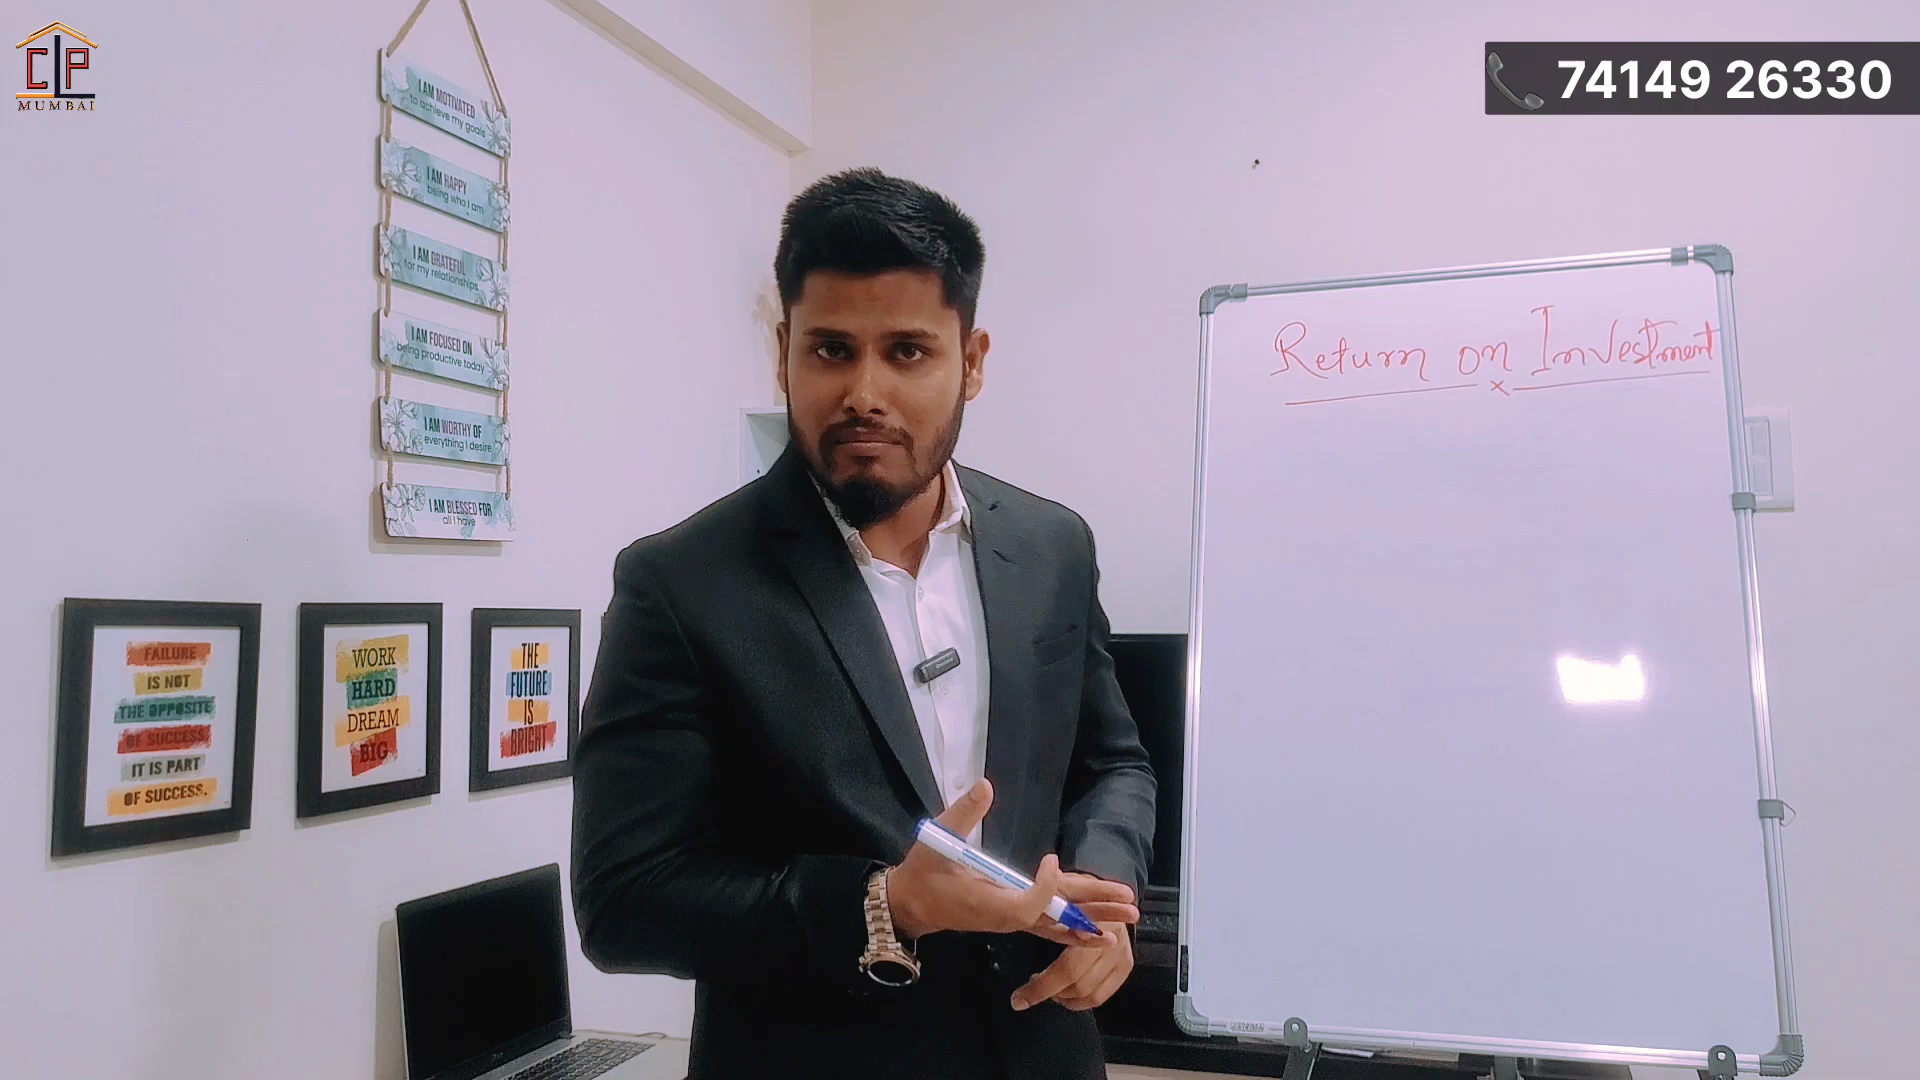 CLP
MUMBAI
74149 26330
I AM MOTIVATED
to achieve my goals
I AM HAPPY
being who I am
I AM GRATEFUL
for my relationships
I AM FOCUSED ON
being productive today
I AM WORTHY OF
everything I desire
I AM BLESSED FOR
all I have
Return on Investment
x
FAILURE
IS NOT
THE OPPOSITE
OF SUCCESS
IT IS PART
OF SUCCESS.
WORK
HARD
DREAM
BIG
THE
FUTURE
IS
BRIGHT